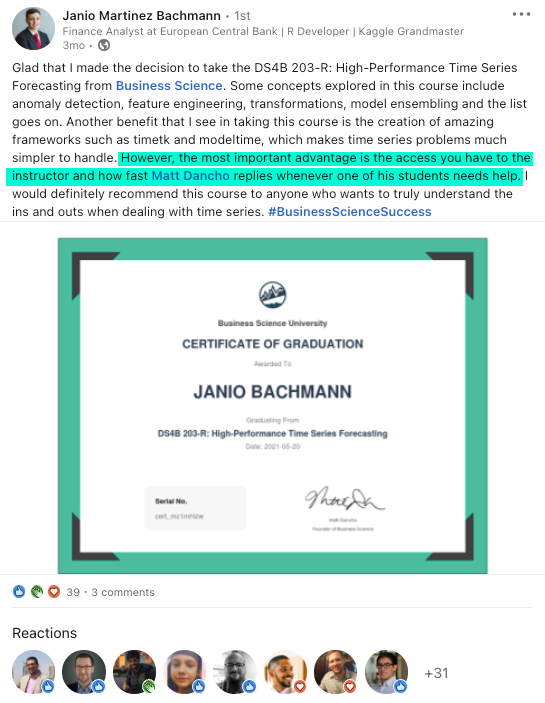 Janio Martinez Bachmann · 1st
Finance Analyst at European Central Bank | R Developer | Kaggle Grandmaster
3mo ·
Glad that I made the decision to take the DS4B 203-R: High-Performance Time Series
Forecasting from Business Science. Some concepts explored in this course include
anomaly detection, feature engineering, transformations, model ensembling and the list
goes on. Another benefit that I see in taking this course is the creation of amazing
frameworks such as timetk and modeltime, which makes time series problems much
simpler to handle. However, the most important advantage is the access you have to the
instructor and how fast Matt Dancho replies whenever one of his students needs help. I
would definitely recommend this course to anyone who wants to truly understand the
ins and outs when dealing with time series. #BusinessScienceSuccess
Business Science University
CERTIFICATE OF GRADUATION
Awarded To
JANIO BACHMANN
Graduating From
DS4B 203-R: High-Performance Time Series Forecasting
Date: 2021-05-20
Serial No.
Matt Dancho
Founder of Business Science
39 · 3 comments
Reactions
+31